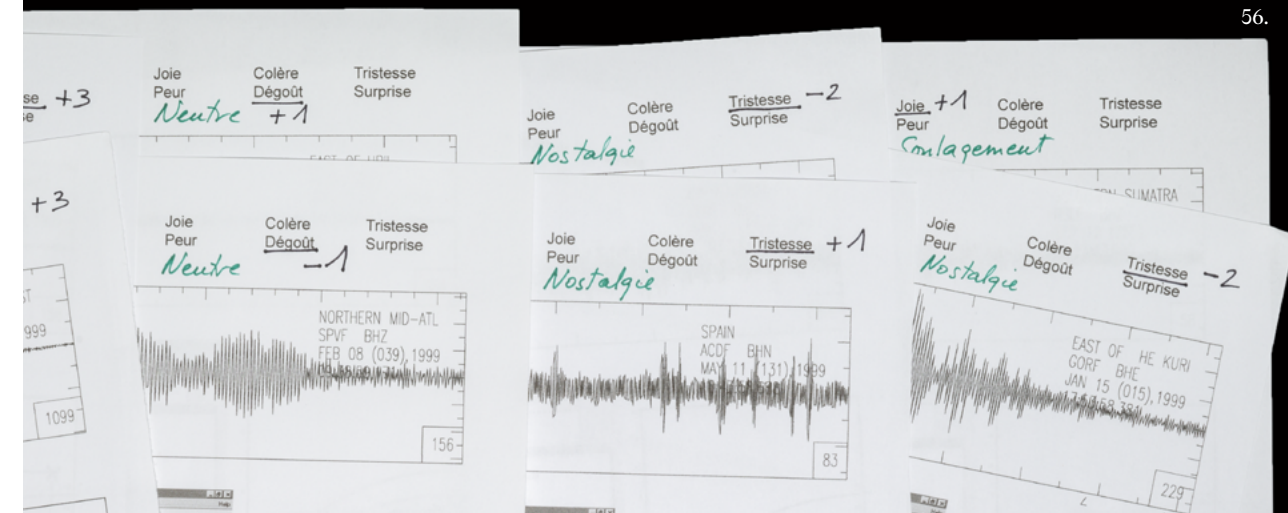 56.
se +3
e
Joie Colère Tristesse
Peur Dégoût Surprise
Neutre +1
Joie Colère Tristesse -2
Peur Dégoût Surprise
Nostalgie
Joie +1 Colère Tristesse
Peur Dégoût Surprise
Soulagement
SUMATRA
+3
ST
999
1099
Joie Colère Tristesse
Peur Dégoût Surprise
Neutre -1
NORTHERN MID-ATL
SPVF BHZ
FEB 08 (039), 1999
156
Joie Colère Tristesse +1
Peur Dégoût Surprise
Nostalgie
SPAIN
ACDF BHN
MAY 11 (131), 1999
83
Joie Colère Tristesse -2
Peur Dégoût Surprise
Nostalgie
EAST OF HE KURI
GORF BHE
JAN 15 (015), 1999
229